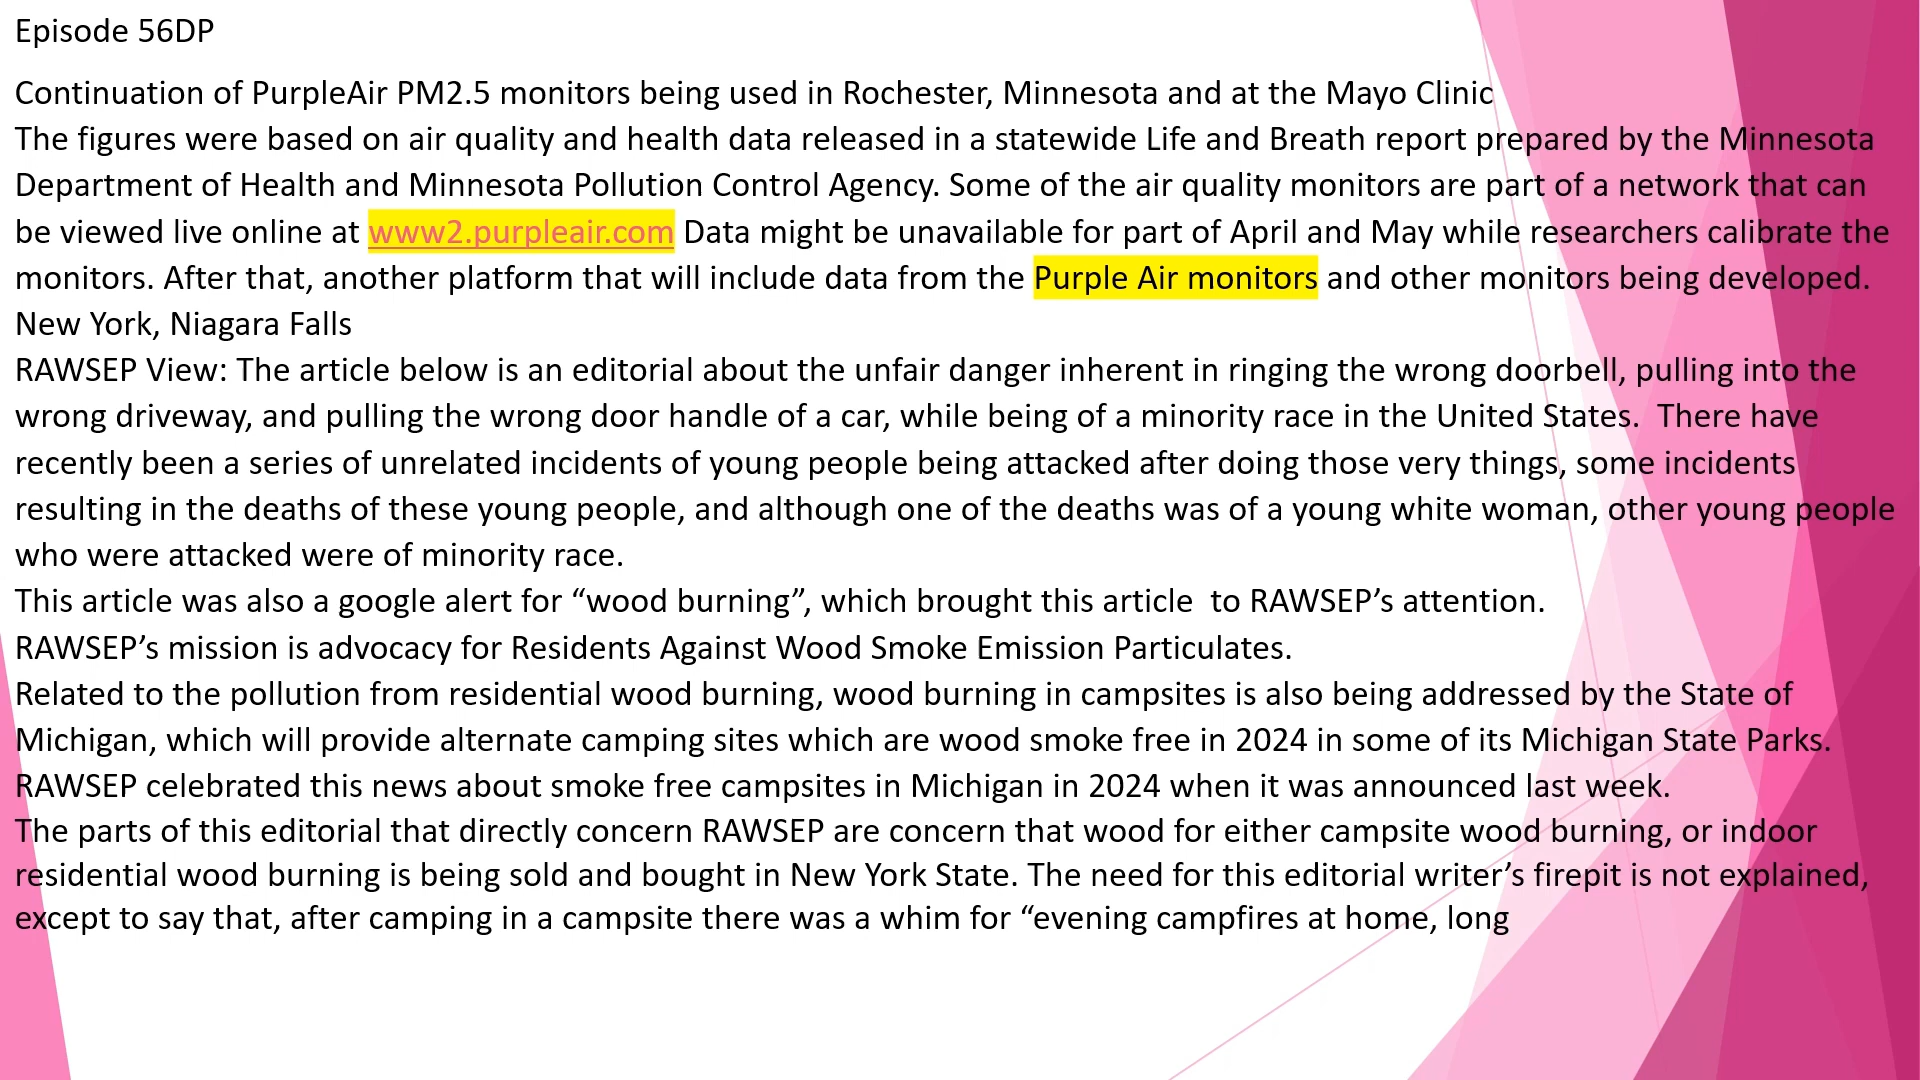 Episode 56DP
Continuation of PurpleAir PM2.5 monitors being used in Rochester, Minnesota and at the Mayo Clinic
The figures were based on air quality and health data released in a statewide Life and Breath report prepared by the Minnesota
Department of Health and Minnesota Pollution Control Agency. Some of the air quality monitors are part of a network that can
be viewed live online at www2.purpleair.com Data might be unavailable for part of April and May while researchers calibrate the
monitors. After that, another platform that will include data from the Purple Air monitors and other monitors being developed.
New York, Niagara Falls
RAWSEP View: The article below is an editorial about the unfair danger inherent in ringing the wrong doorbell, pulling into the
wrong driveway, and pulling the wrong door handle of a car, while being of a minority race in the United States.  There have
recently been a series of unrelated incidents of young people being attacked after doing those very things, some incidents
resulting in the deaths of these young people, and although one of the deaths was of a young white woman, other young people
who were attacked were of minority race.
This article was also a google alert for “wood burning”, which brought this article  to RAWSEP’s attention.
RAWSEP’s mission is advocacy for Residents Against Wood Smoke Emission Particulates.
Related to the pollution from residential wood burning, wood burning in campsites is also being addressed by the State of
Michigan, which will provide alternate camping sites which are wood smoke free in 2024 in some of its Michigan State Parks.
RAWSEP celebrated this news about smoke free campsites in Michigan in 2024 when it was announced last week.
The parts of this editorial that directly concern RAWSEP are concern that wood for either campsite wood burning, or indoor
residential wood burning is being sold and bought in New York State. The need for this editorial writer’s firepit is not explained,
except to say that, after camping in a campsite there was a whim for “evening campfires at home, long